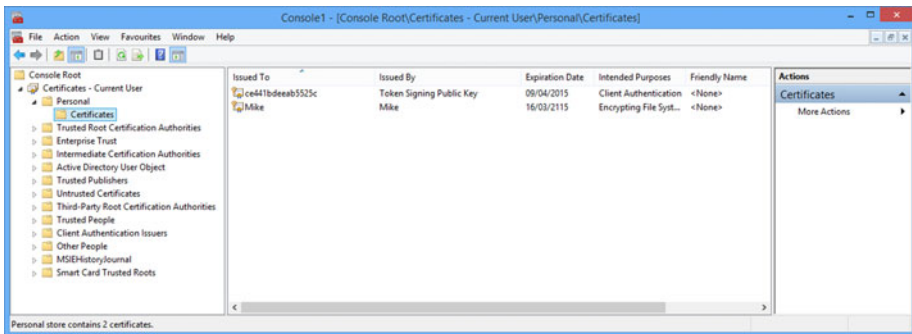 Console1 - [Console Root\Certificates - Current User\Personal\Certificates]
File Action View Favourites Window Help
Console Root
Certificates - Current User
Personal
Certificates
Trusted Root Certification Authorities
Enterprise Trust
Intermediate Certification Authorities
Active Directory User Object
Trusted Publishers
Untrusted Certificates
Third-Party Root Certification Authorities
Trusted People
Client Authentication Issuers
Other People
MSIEHistoryJournal
Smart Card Trusted Roots
Issued To Issued By Expiration Date Intended Purposes Friendly Name
ce441bdeeab5525c Token Signing Public Key 09/04/2015 Client Authentication <None>
Mike Mike 16/03/2115 Encrypting File Syst... <None>
Actions
Certificates
More Actions
Personal store contains 2 certificates.